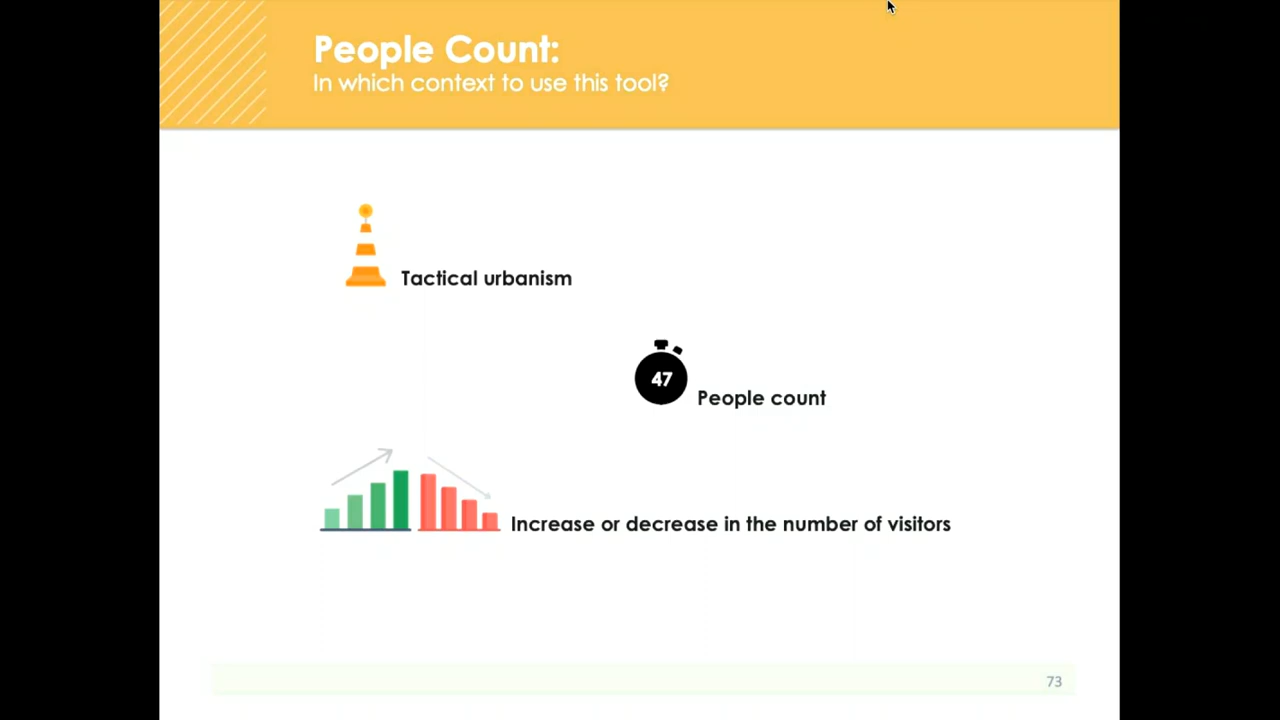 People Count:
In which context to use this tool?
Tactical urbanism
47
People count
Increase or decrease in the number of visitors
73